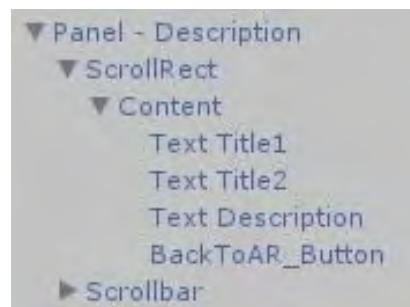 Panel - Description
ScrollRect
Content
Text Title1
Text Title2
Text Description
BackToAR_Button
Scrollbar